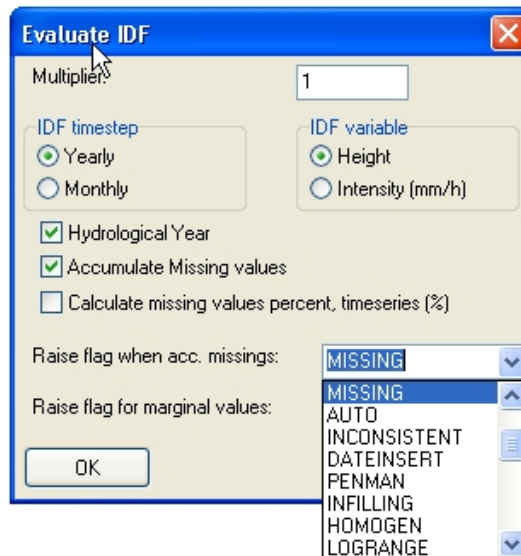 Evaluate IDF
Multiplier: 1
IDF timestep
IDF variable
Yearly
Monthly
Height
Intensity (mm/h)
Hydrological Year
Accumulate Missing values
Calculate missing values percent, timeseries (%)
Raise flag when acc. missings: MISSING
Raise flag for marginal values:
MISSING
AUTO
INCONSISTENT
DATEINSERT
PENMAN
INFILLING
HOMOGEN
LOGRANGE
OK